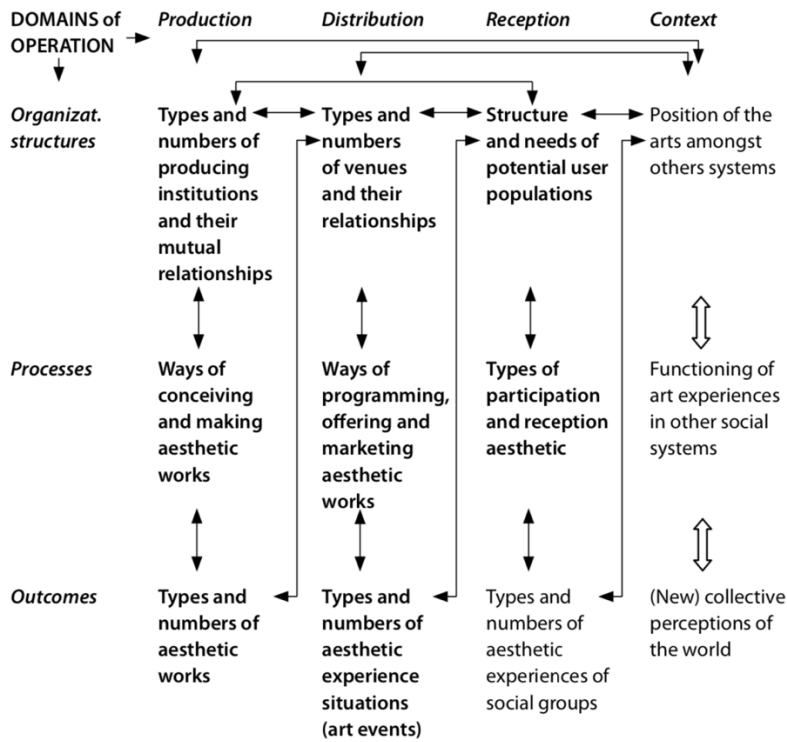 DOMAINS of
OPERATION
Production
Distribution
Reception
Context
Organizat.
structures
Types and
numbers of
producing
institutions
and their
mutual
relationships
Types and
numbers
of venues
and their
relationships
Structure
and needs of
potential user
populations
Position of the
arts amongst
others systems
Processes
Ways of
conceiving
and making
aesthetic
works
Ways of
programming,
offering and
marketing
aesthetic
works
Types of
participation
and reception
aesthetic
Functioning of
art experiences
in other social
systems
Outcomes
Types and
numbers of
aesthetic
works
Types and
numbers of
aesthetic
experience
situations
(art events)
Types and
numbers of
aesthetic
experiences of
social groups
(New) collective
perceptions of
the world